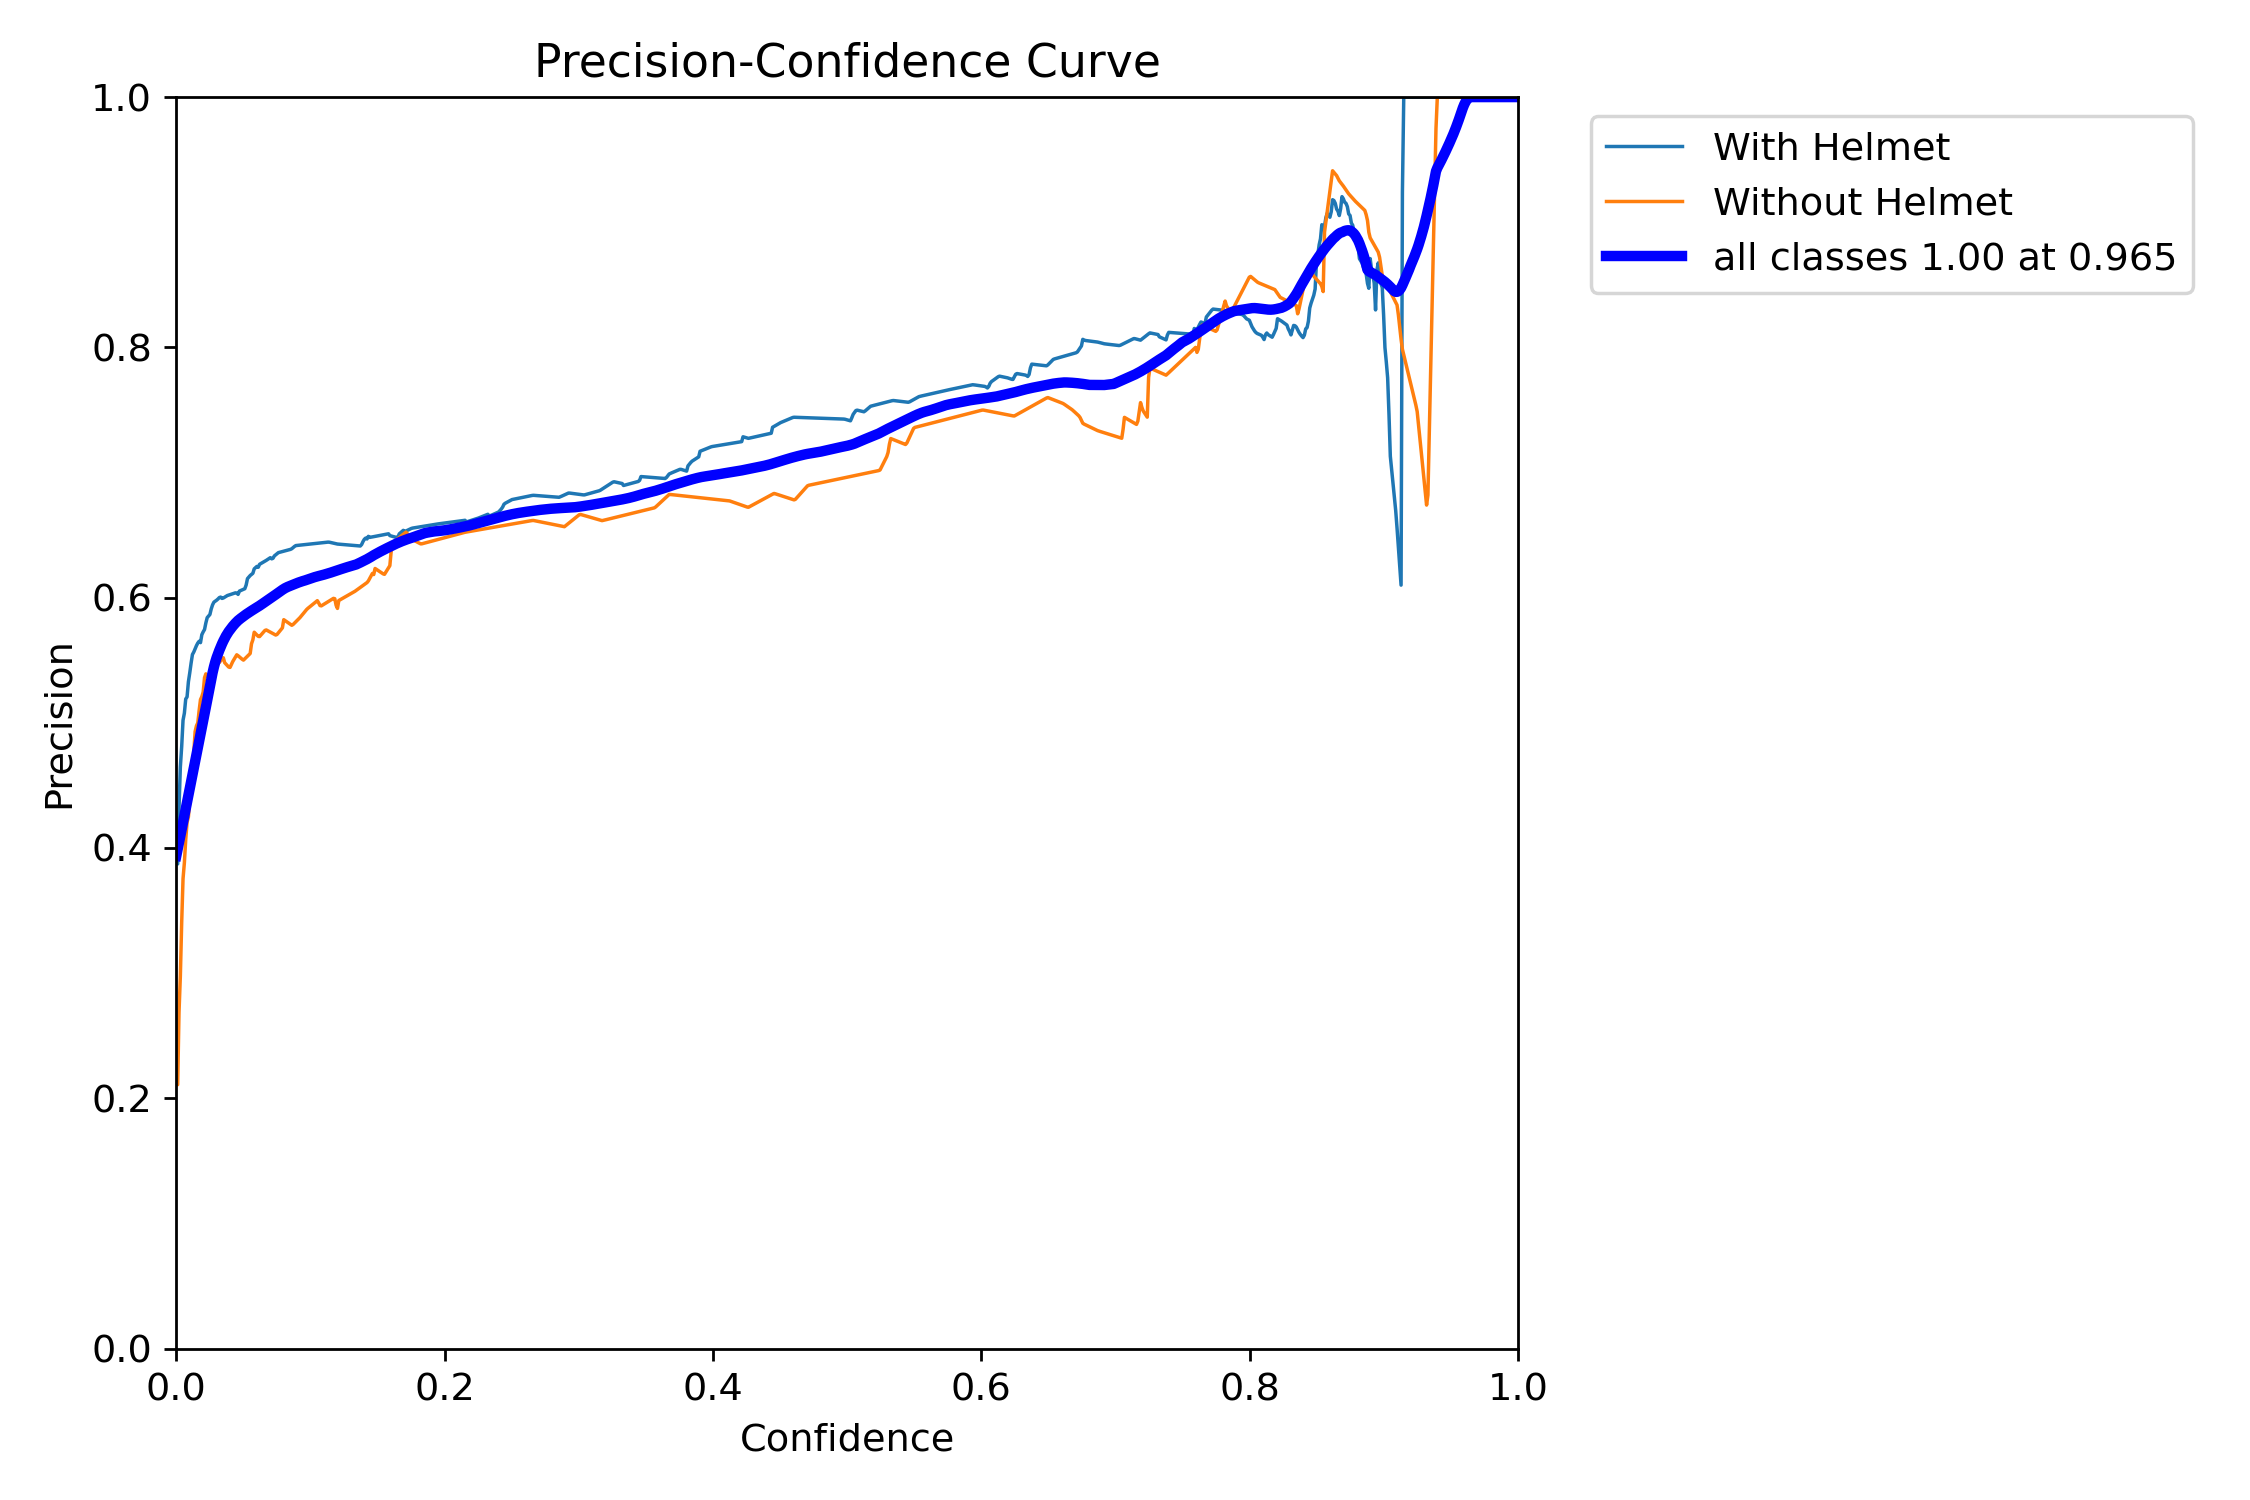 Precision-Confidence Curve
1.0
0.8
0.6
0.4
0.2
0.0
Precision
0.0 0.2 0.4 0.6 0.8 1.0
Confidence
With Helmet
Without Helmet
all classes 1.00 at 0.965